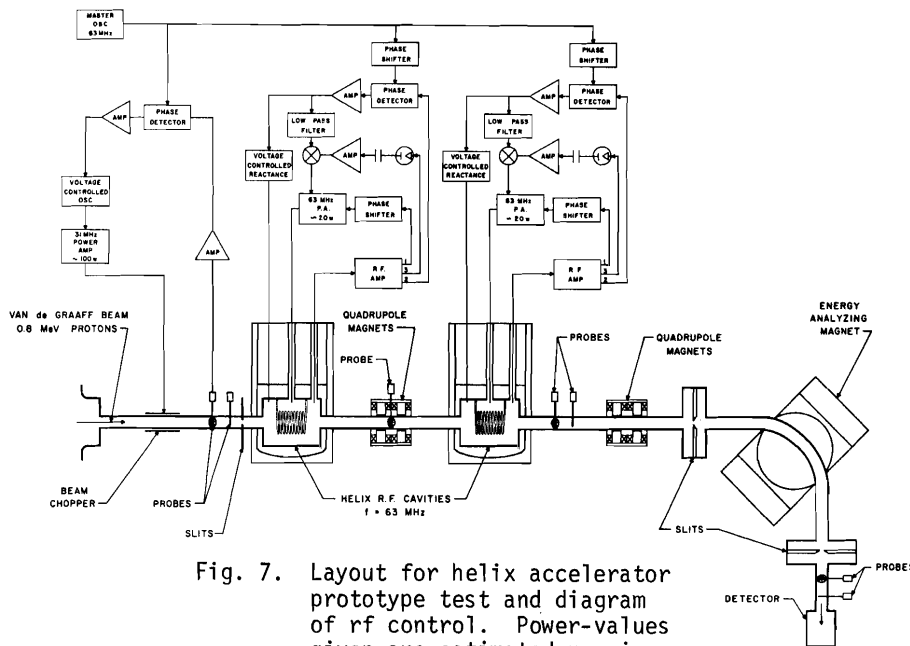 MASTER
OSC
63 MHz
PHASE
SHIFTER
PHASE
SHIFTER
AMP
PHASE
DETECTOR
AMP
PHASE
DETECTOR
AMP
PHASE
DETECTOR
LOW PASS
FILTER
LOW PASS
FILTER
VOLTAGE
CONTROLLED
REACTANCE
AMP
VOLTAGE
CONTROLLED
REACTANCE
AMP
VOLTAGE
CONTROLLED
OSC
63 MHz
P.A.
~ 20 w
PHASE
SHIFTER
63 MHz
P.A.
~ 20 w
PHASE
SHIFTER
31 MHz
POWER
AMP
~ 100 w
AMP
R.F.
AMP
1
3
2
R.F.
AMP
1
3
2
VAN de GRAAFF BEAM
0.8 MeV PROTONS
QUADRUPOLE
MAGNETS
PROBE
PROBES
QUADRUPOLE
MAGNETS
ENERGY
ANALYZING
MAGNET
BEAM
CHOPPER
PROBES
SLITS
HELIX R.F. CAVITIES
f = 63 MHz
SLITS
PROBES
DETECTOR
Fig. 7. Layout for helix accelerator
prototype test and diagram
of rf control. Power-values